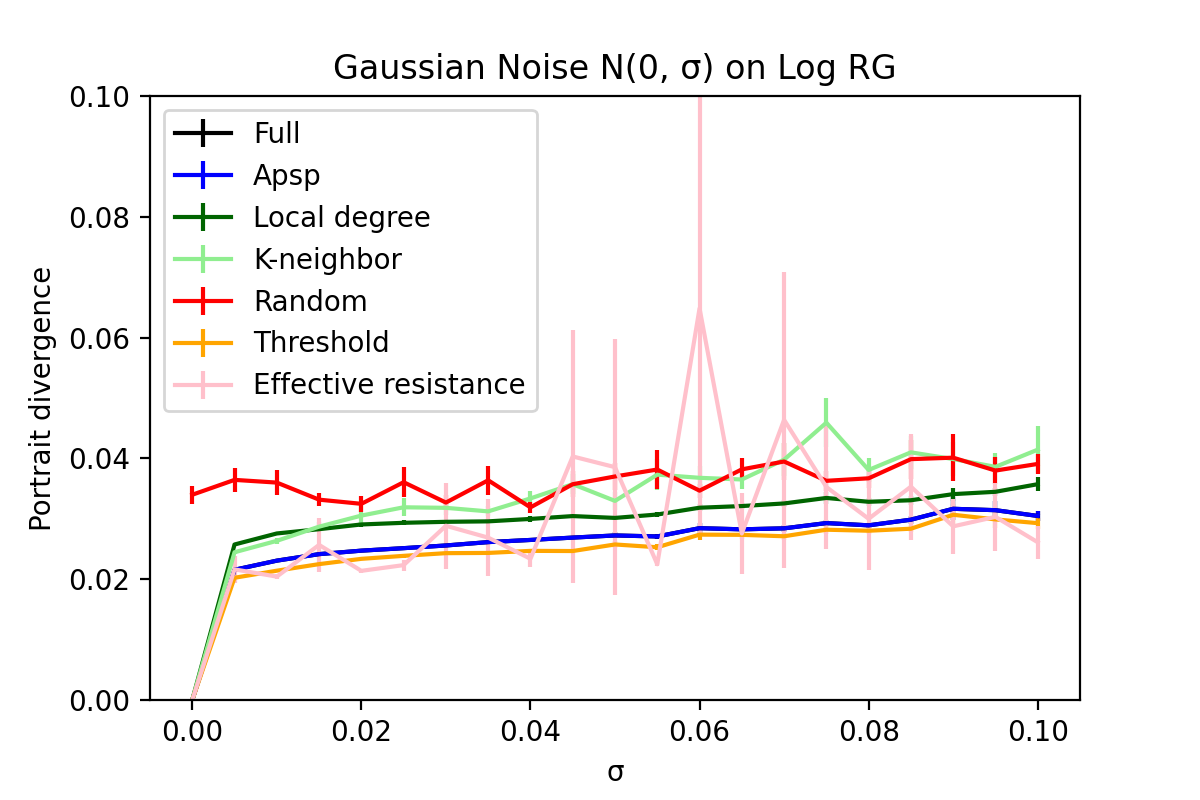 Gaussian Noise N(0, σ) on Log RG
0.10
0.08
0.06
0.04
0.02
0.00
Portrait divergence
Full
Apsp
Local degree
K-neighbor
Random
Threshold
Effective resistance
0.00 0.02 0.04 0.06 0.08 0.10
σ